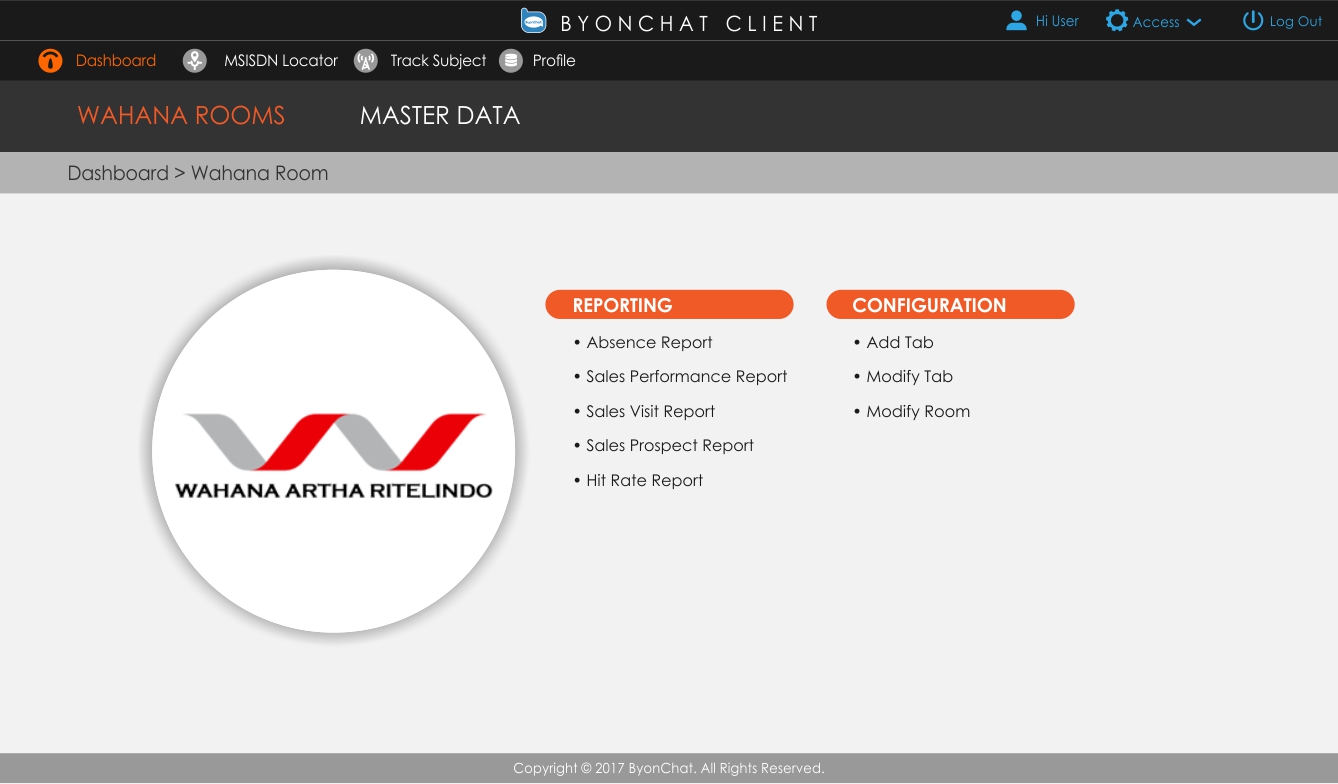 BYONCHAT CLIENT
Hi User
Access
Log Out
Dashboard
MSISDN Locator
Track Subject
Profile
WAHANA ROOMS
MASTER DATA
Dashboard > Wahana Room
WAHANA ARTHA RITELINDO
REPORTING
• Absence Report
• Sales Performance Report
• Sales Visit Report
• Sales Prospect Report
• Hit Rate Report
CONFIGURATION
• Add Tab
• Modify Tab
• Modify Room
Copyright © 2017 ByonChat. All Rights Reserved.